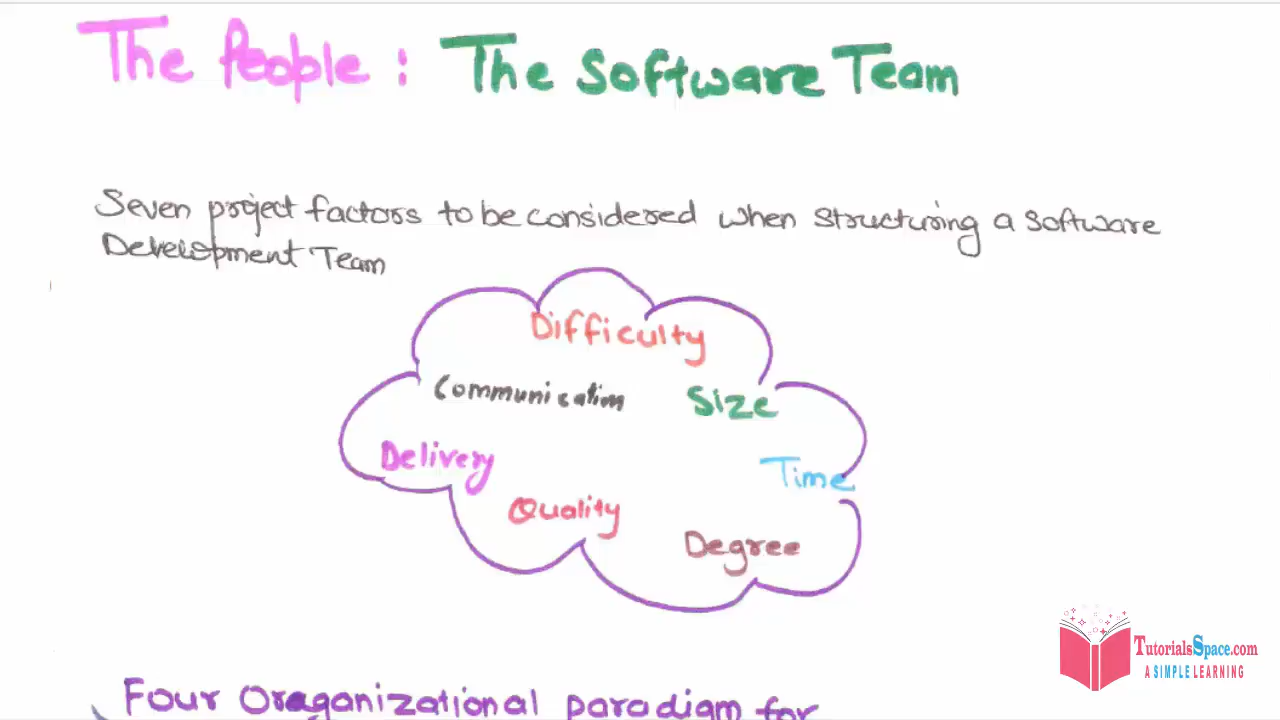 The People : The Software Team
Seven project factors to be considered when structuring a software
Development Team
Difficulty
Communication
Size
Delivery
Time
Quality
Degree
TutorialsSpace.com
A SIMPLE LEARNING
Four Oraganizational paradigm for